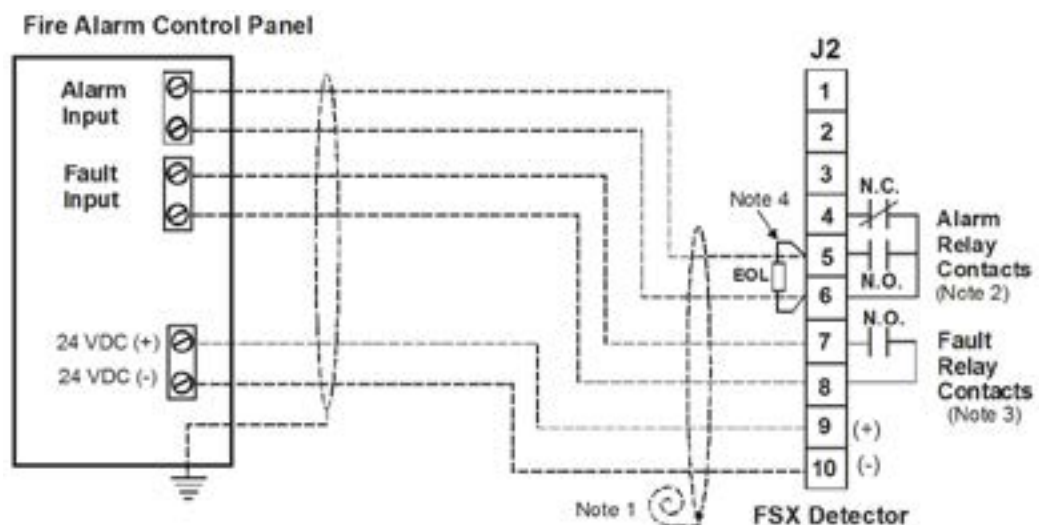 Fire Alarm Control Panel
Alarm
Input
Fault
Input
24 VDC (+)
24 VDC (-)
J2
1
2
3
4
5
6
7
8
9
10
N.C.
N.O.
N.O.
(+)
(-)
Note 4
EOL
Alarm
Relay
Contacts
(Note 2)
Fault
Relay
Contacts
(Note 3)
Note 1
FSX Detector